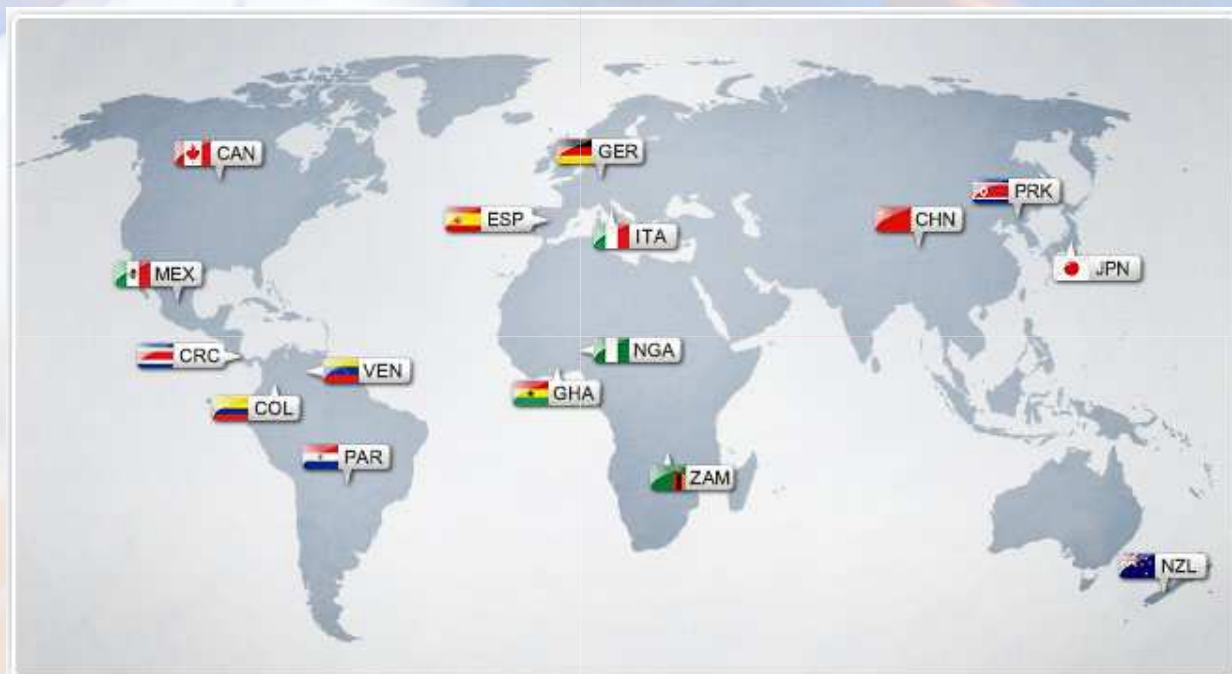 CAN
GER
PRK
ESP
CHN
ITA
MEX
JPN
CRC
NGA
VEN
GHA
COL
PAR
ZAM
NZL